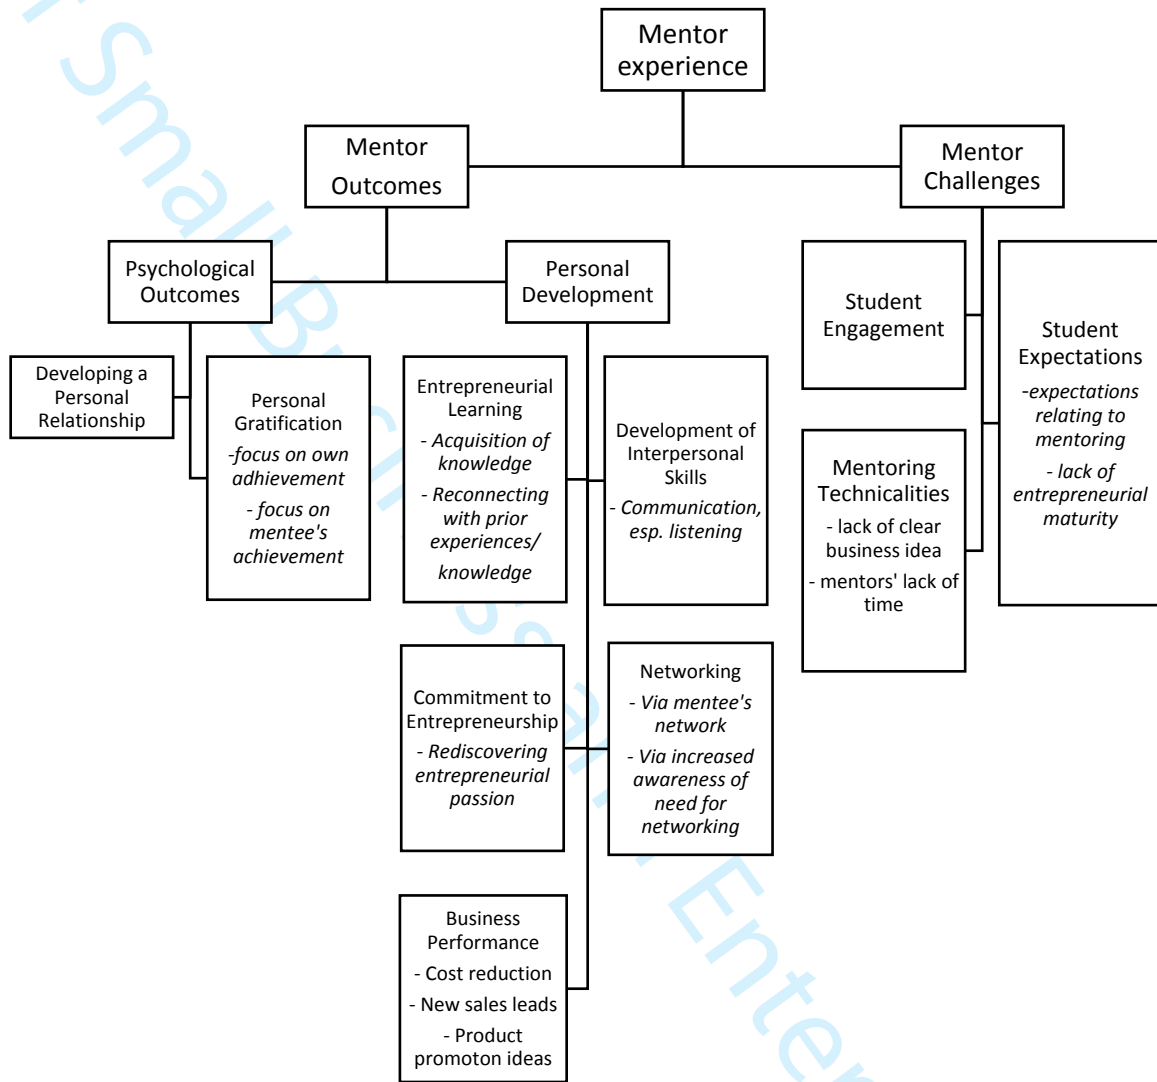 Mentor
experience
Mentor
Outcomes
Mentor
Challenges
Psychological
Outcomes
Personal
Development
Student
Engagement
Student
Expectations
-expectations
relating to
mentoring
- lack of
entrepreneurial
maturity
Developing a
Personal
Relationship
Personal
Gratification
-focus on own
adhievement
- focus on
mentee's
achievement
Entrepreneurial
Learning
- Acquisition of
knowledge
- Reconnecting
with prior
experiences/
knowledge
Development of
Interpersonal
Skills
- Communication,
esp. listening
Mentoring
Technicalities
- lack of clear
business idea
- mentors' lack of
time
Commitment to
Entrepreneurship
- Rediscovering
entrepreneurial
passion
Networking
- Via mentee's
network
- Via increased
awareness of
need for
networking
Business
Performance
- Cost reduction
- New sales leads
- Product
promoton ideas